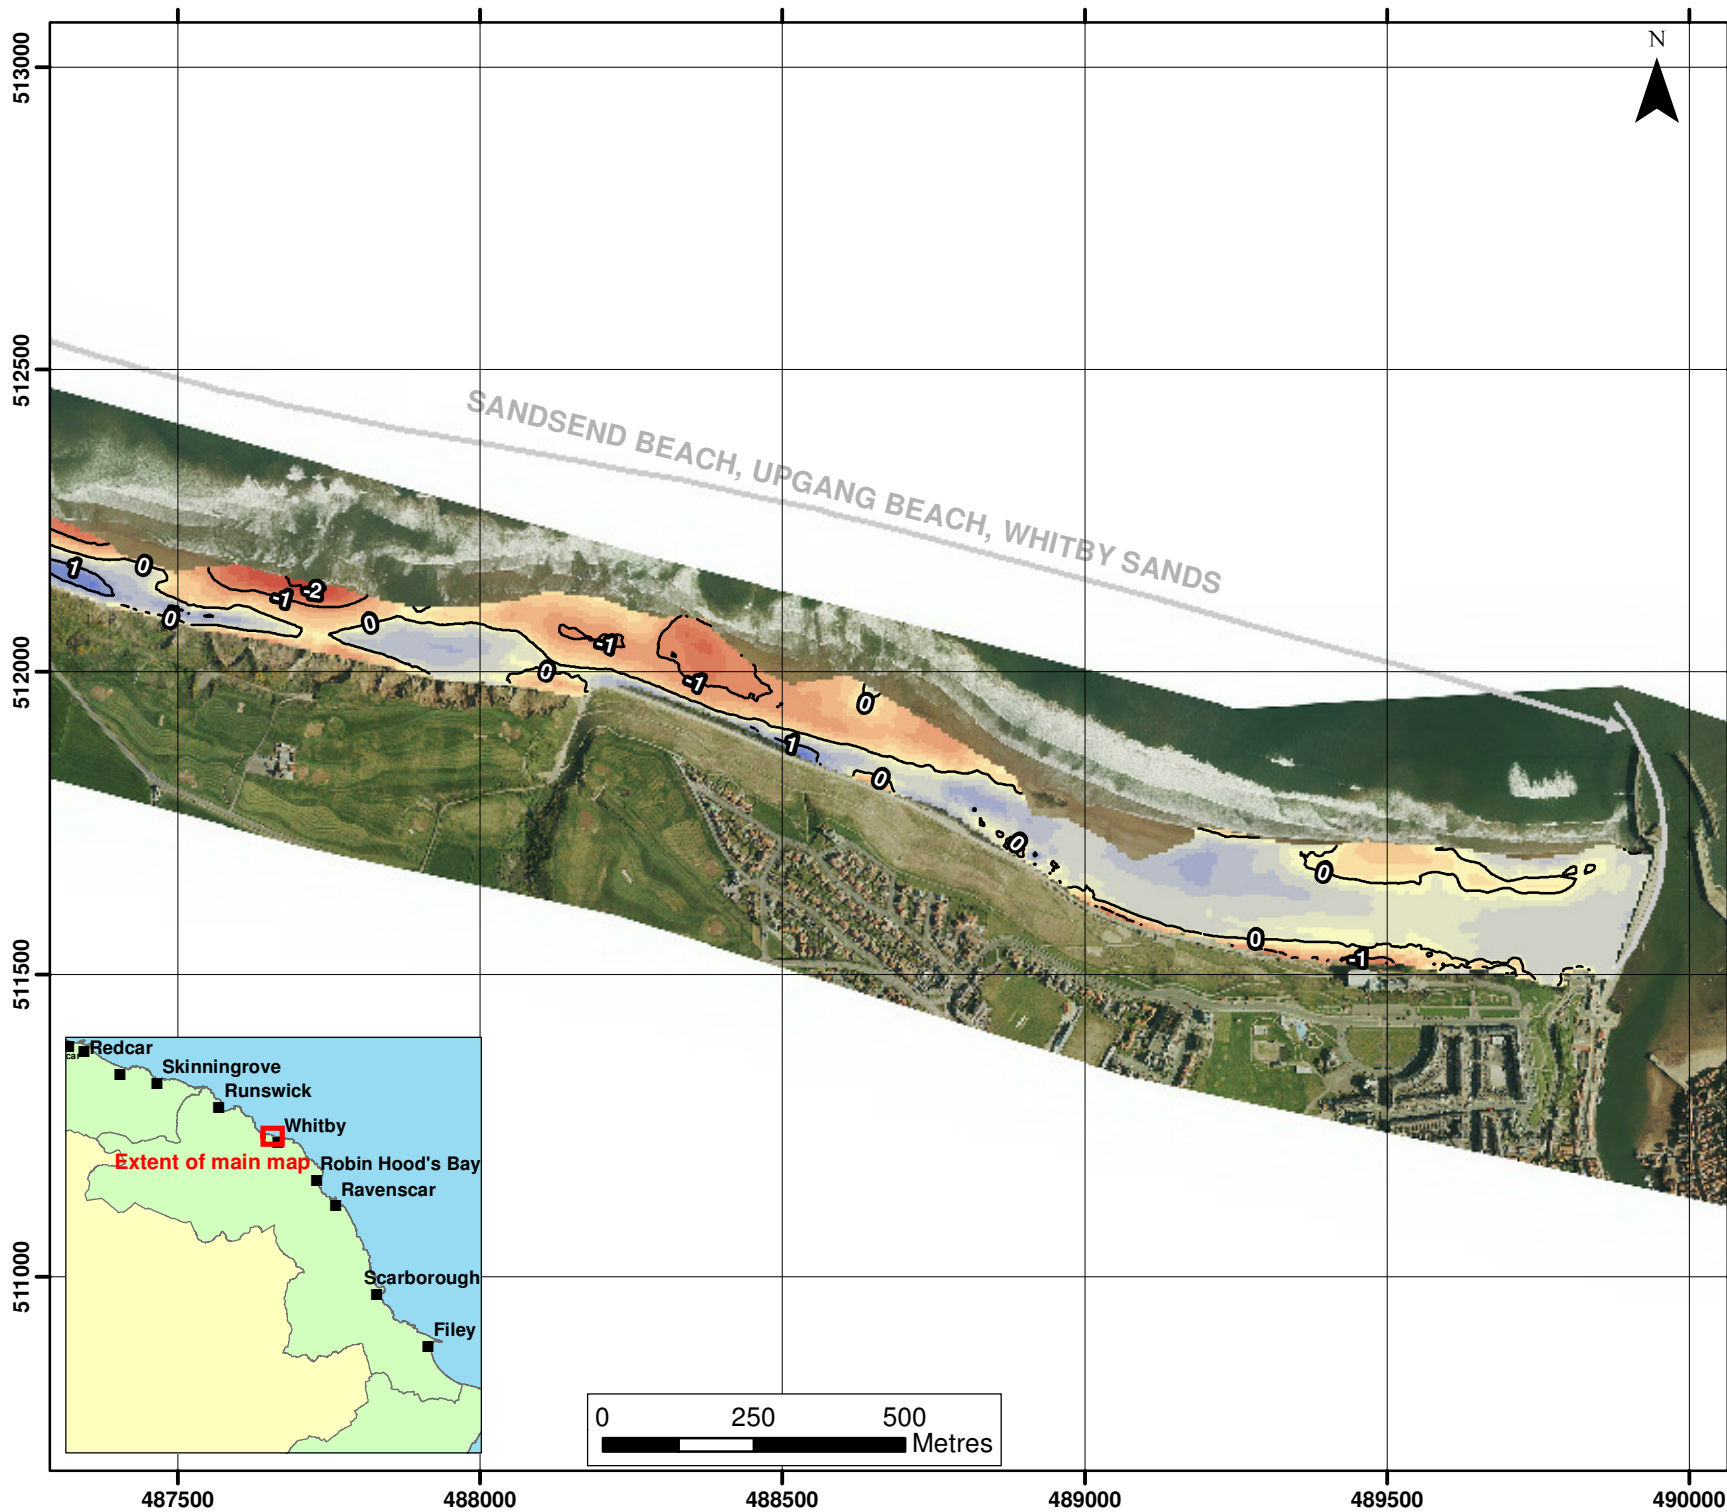 N
513000
512500
512000
511500
511000
SANDSEND BEACH, UPGANG BEACH, WHITBY SANDS
1
0
0
-1
-2
0
0
-1
-1
0
1
0
0
0
0
-1
car
Redcar
Skinningrove
Runswick
Whitby
Extent of main map
Robin Hood's Bay
Ravenscar
Scarborough
Filey
0 250 500
Metres
487500 488000 488500 489000 489500 490000